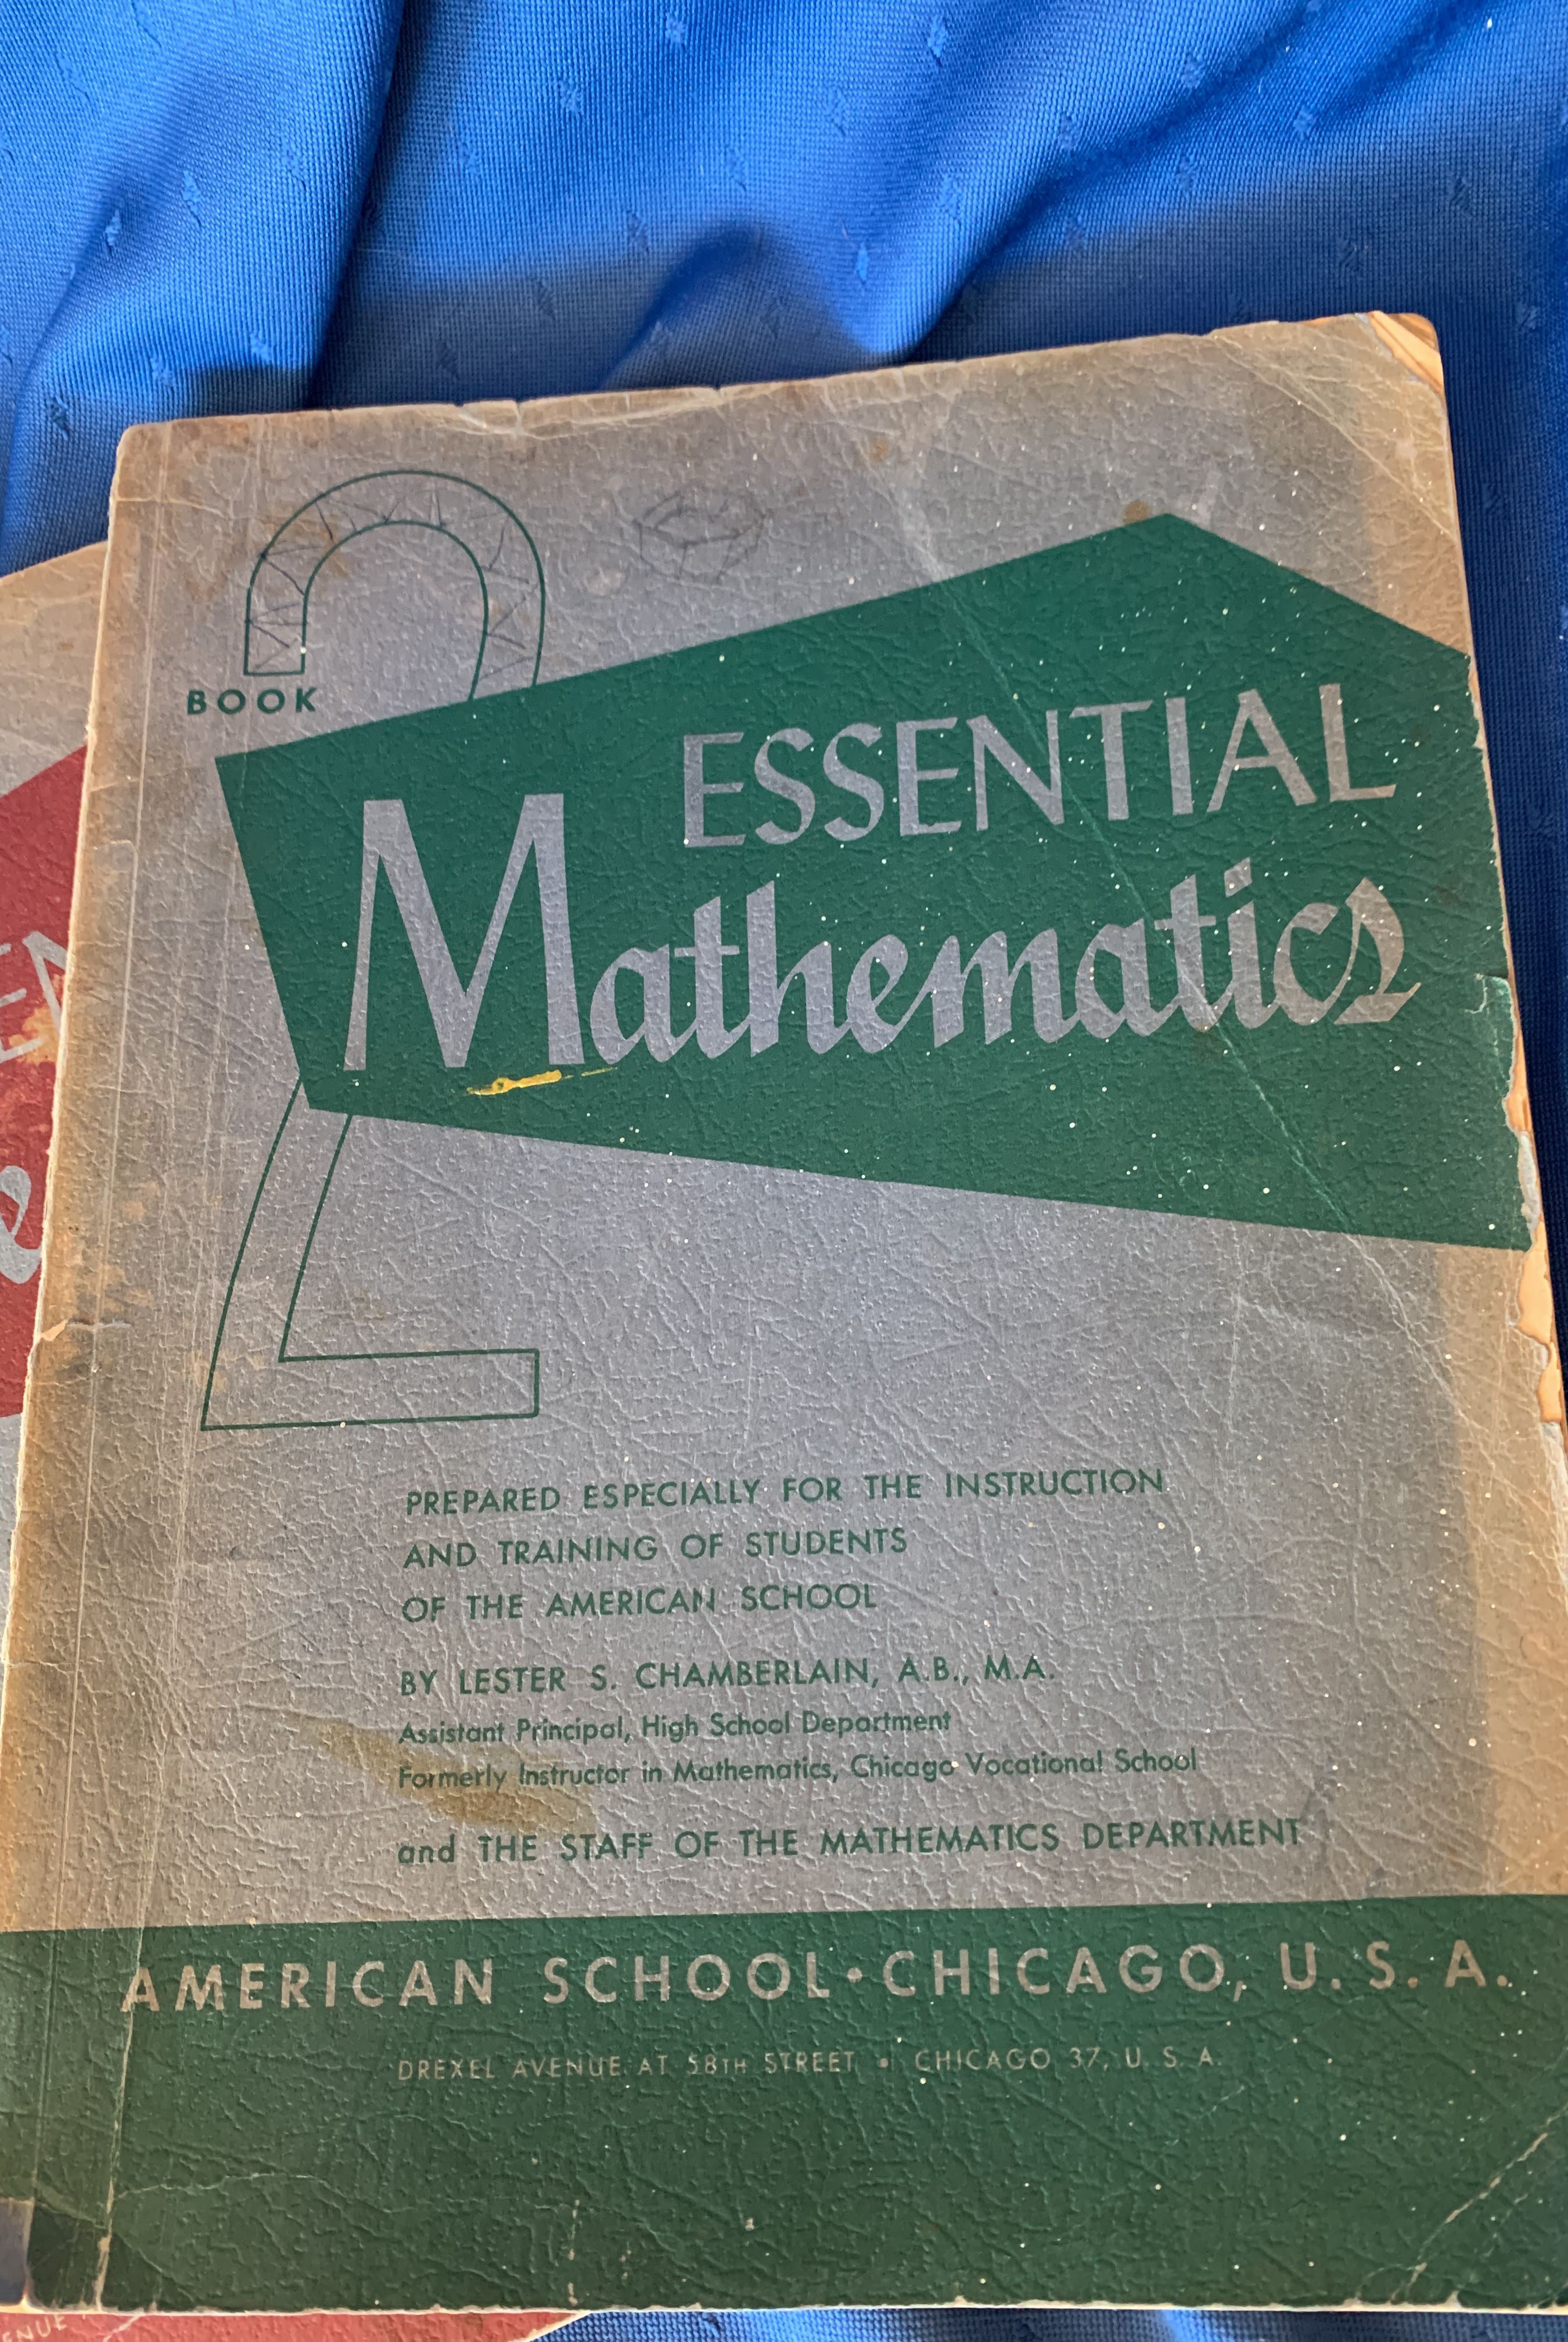 2
BOOK
ESSENTIAL
Mathematics
PREPARED ESPECIALLY FOR THE INSTRUCTION
AND TRAINING OF STUDENTS
OF THE AMERICAN SCHOOL
BY LESTER S. CHAMBERLAIN, A.B., M.A.
Assistant Principal, High School Department
Formerly Instructor in Mathematics, Chicago Vocational School
and THE STAFF OF THE MATHEMATICS DEPARTMENT
AMERICAN SCHOOL • CHICAGO, U. S. A.
DREXEL AVENUE AT 58TH STREET • CHICAGO 37, U. S. A.